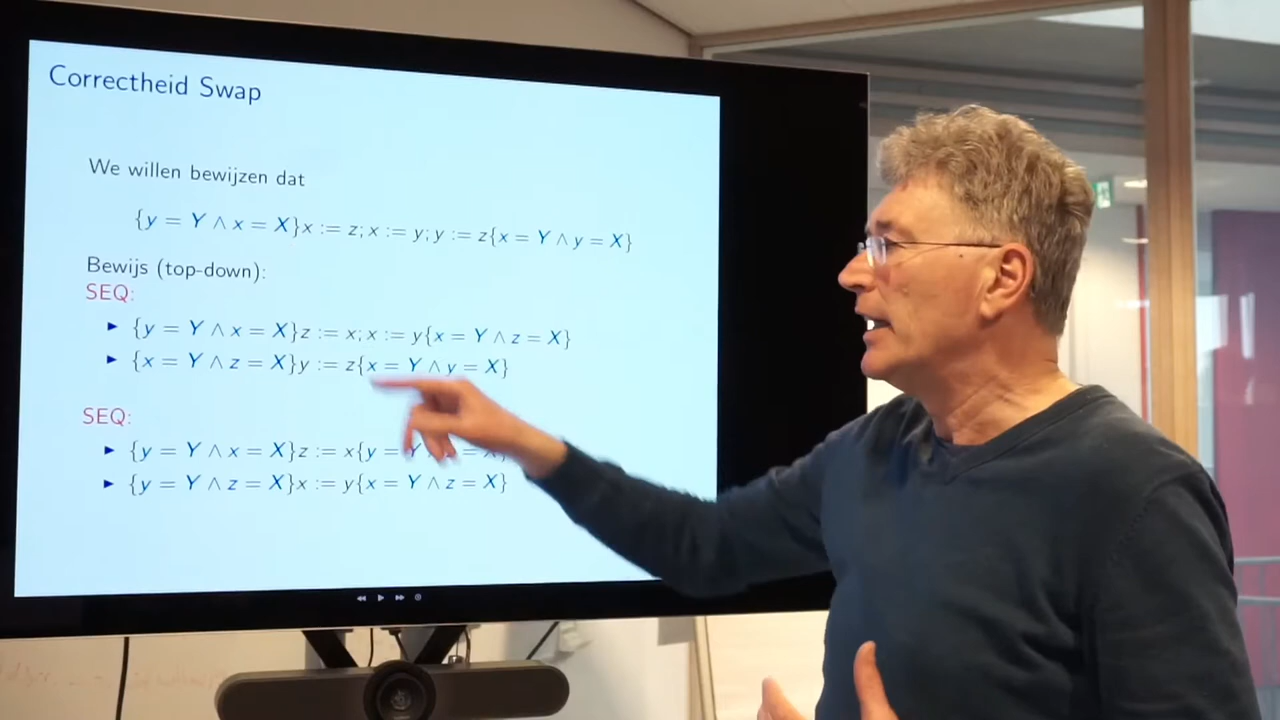 Correctheid Swap
We willen bewijzen dat
{y = Y ∧ x = X}x := z; x := y; y := z{x = Y ∧ y = X}
Bewijs (top-down):
SEQ:
▶ {y = Y ∧ x = X}z := x; x := y{x = Y ∧ z = X}
▶ {x = Y ∧ z = X}y := z{x = Y ∧ y = X}
SEQ:
▶ {y = Y ∧ x = X}z := x{y =
▶ {y = Y ∧ z = X}x := y{x = Y ∧ z = X}